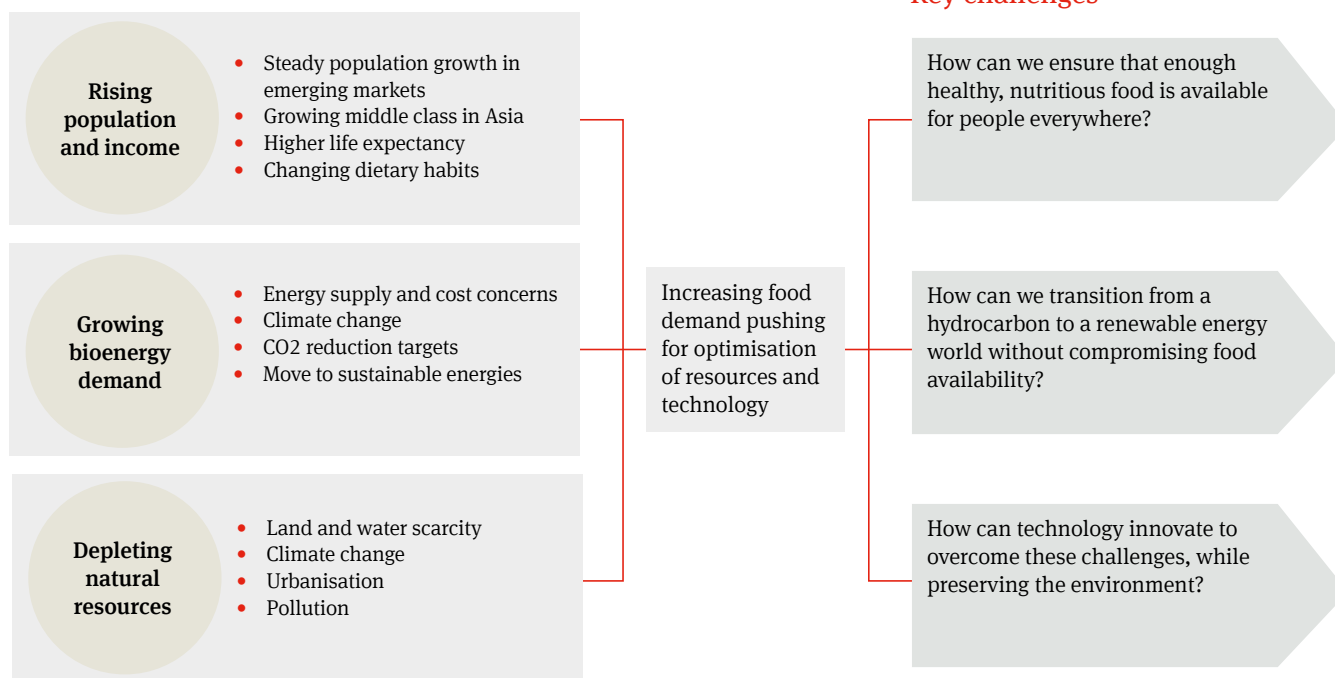 Key challenges
Rising
population
and income
• Steady population growth in
emerging markets
• Growing middle class in Asia
• Higher life expectancy
• Changing dietary habits
Growing
bioenergy
demand
• Energy supply and cost concerns
• Climate change
• CO2 reduction targets
• Move to sustainable energies
Depleting
natural
resources
• Land and water scarcity
• Climate change
• Urbanisation
• Pollution
Increasing food
demand pushing
for optimisation
of resources and
technology
How can we ensure that enough
healthy, nutritious food is available
for people everywhere?
How can we transition from a
hydrocarbon to a renewable energy
world without compromising food
availability?
How can technology innovate to
overcome these challenges, while
preserving the environment?